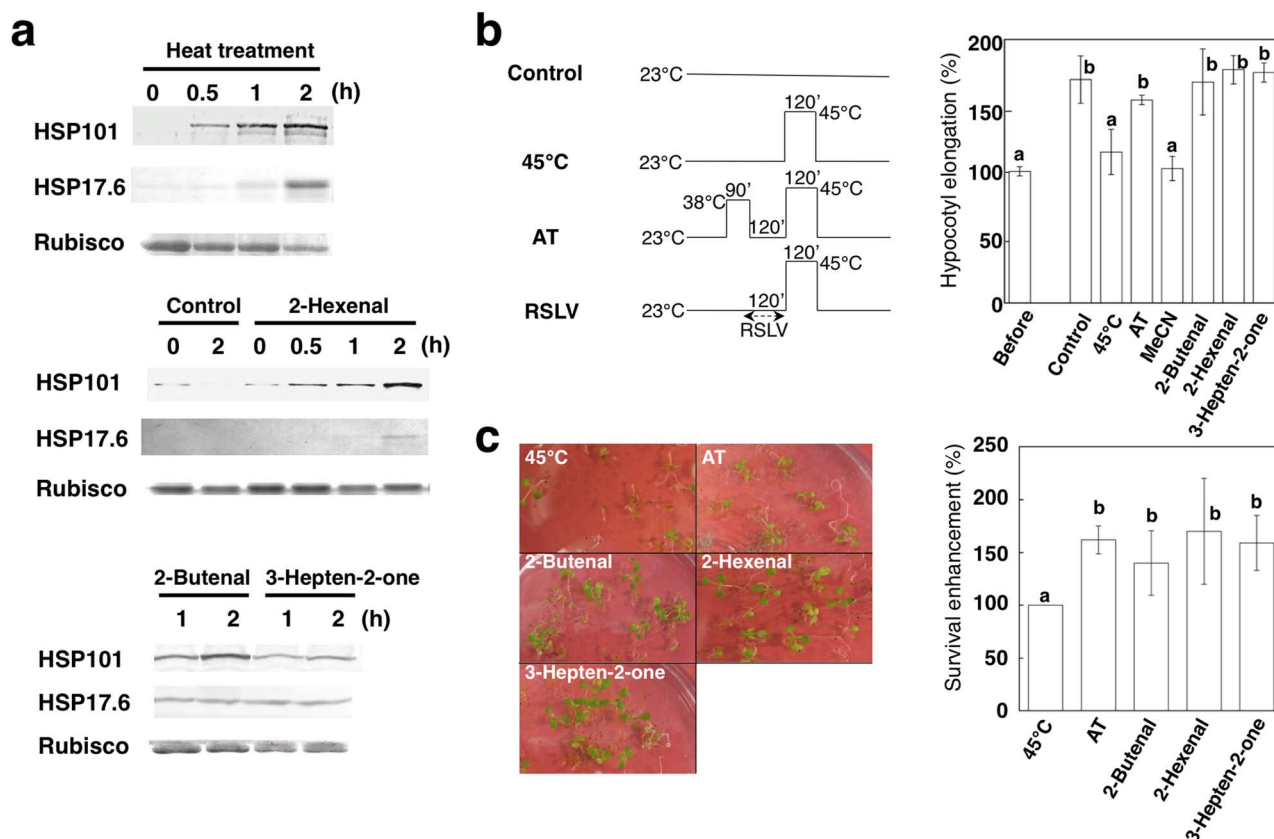 a
Heat treatment
0 0.5 1 2 (h)
HSP101
HSP17.6
Rubisco
Control 2-Hexenal
0 2 0 0.5 1 2 (h)
HSP101
HSP17.6
Rubisco
2-Butenal 3-Hepten-2-one
1 2 1 2 (h)
HSP101
HSP17.6
Rubisco
b
Control 23°C
120'
45°C
45°C 23°C
90' 120'
38°C 45°C
120'
AT 23°C
120'
45°C
120'
RSLV 23°C
RSLV
Hypocotyl elongation (%)
200
150
100
50
0
a b a b a b b b
Before
Control
45°C
AT
MeCN
2-Butenal
2-Hexenal
3-Hepten-2-one
c
45°C AT
2-Butenal 2-Hexenal
3-Hepten-2-one
Survival enhancement (%)
250
200
150
100
50
0
a b b b b
45°C
AT
2-Butenal
2-Hexenal
3-Hepten-2-one